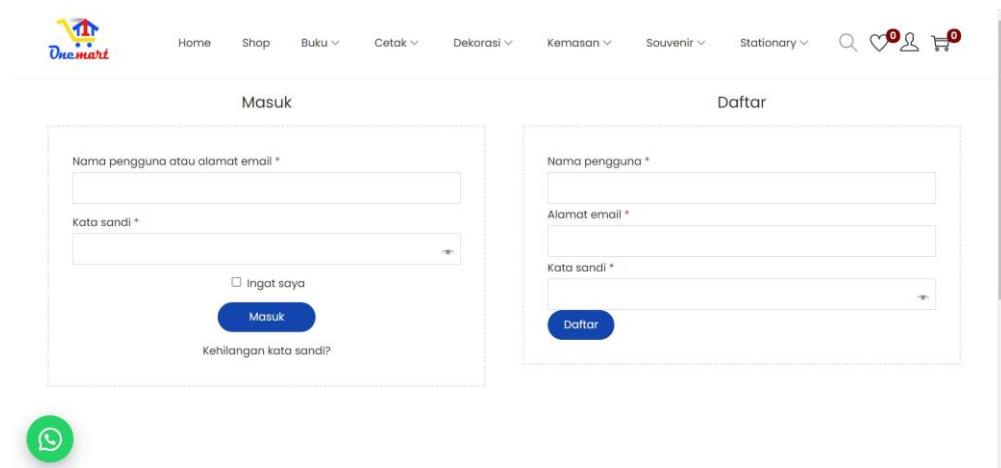 Onemart
Home Shop Buku Cetak Dekorasi Kemasan Souvenir Stationary 0 0
Masuk
Nama pengguna atau alamat email *
Kata sandi *
Ingat saya
Masuk
Kehilangan kata sandi?
Daftar
Nama pengguna *
Alamat email *
Kata sandi *
Daftar